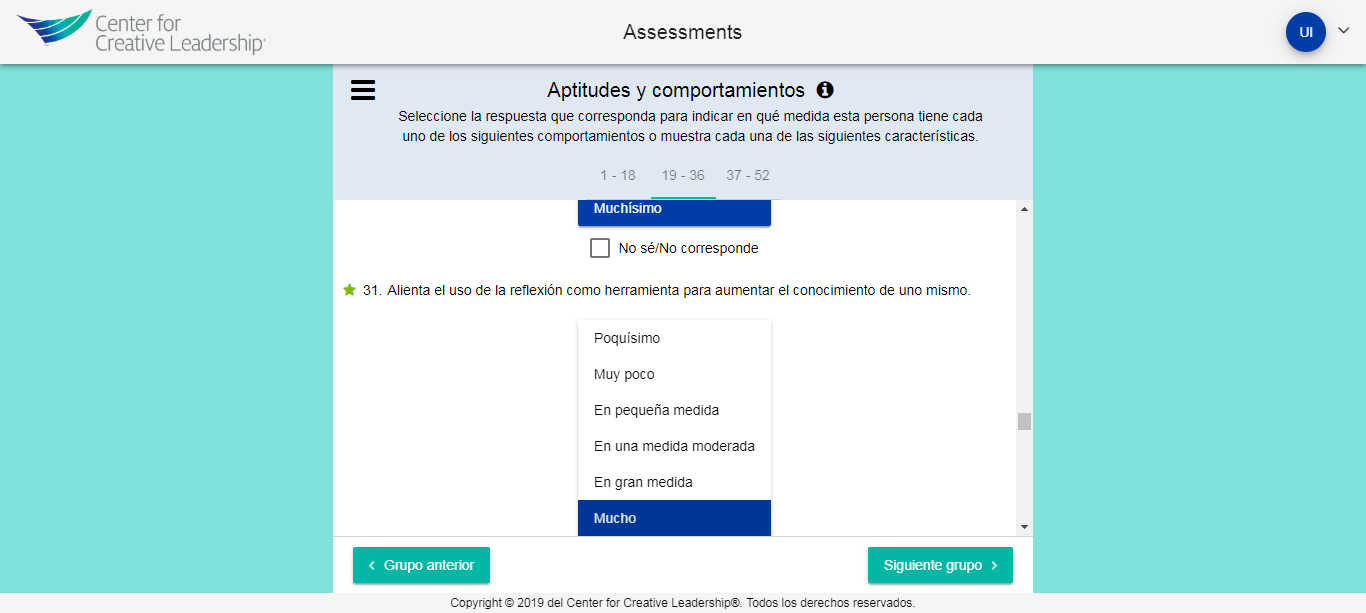 Center for
Creative Leadership®
Assessments
UI
Aptitudes y comportamientos
Seleccione la respuesta que corresponda para indicar en qué medida esta persona tiene cada
uno de los siguientes comportamientos o muestra cada una de las siguientes características.
1 - 18 19 - 36 37 - 52
Muchísimo
No sé/No corresponde
31. Alienta el uso de la reflexión como herramienta para aumentar el conocimiento de uno mismo.
Poquísimo
Muy poco
En pequeña medida
En una medida moderada
En gran medida
Mucho
Grupo anterior
Siguiente grupo
Copyright © 2019 del Center for Creative Leadership®. Todos los derechos reservados.